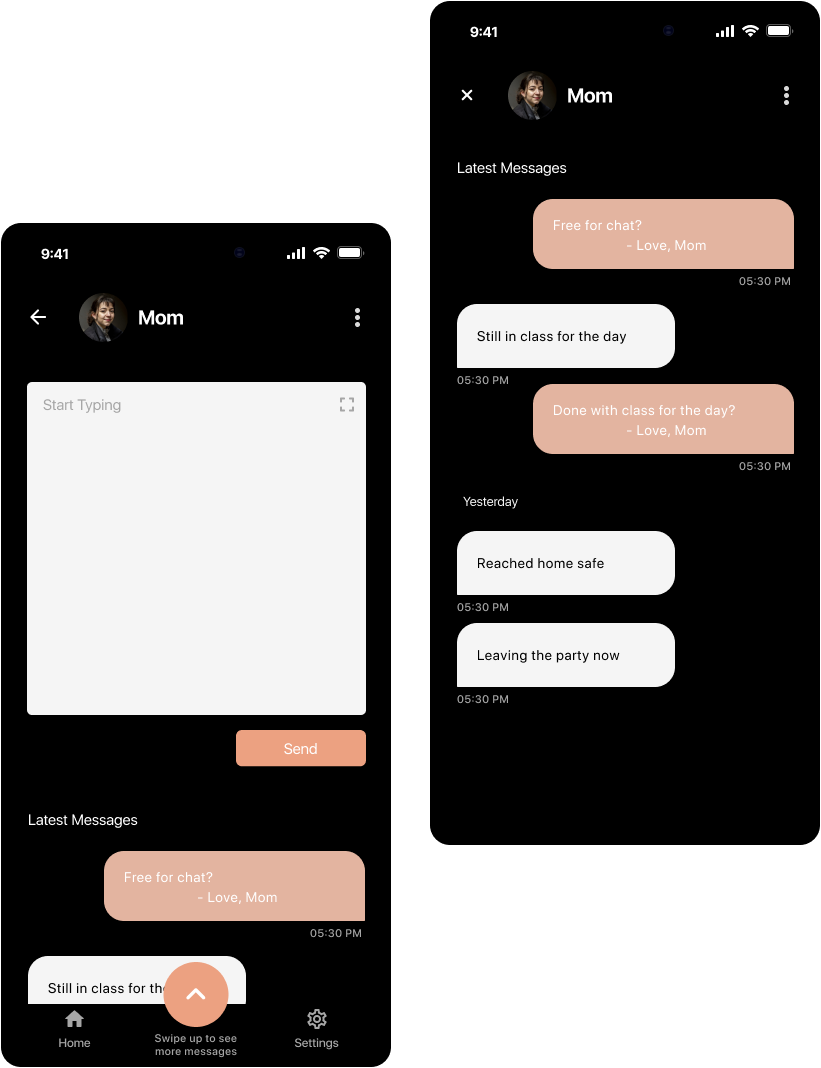 9:41
Mom
Start Typing
Send
Latest Messages
Free for chat?
- Love, Mom
05:30 PM
Still in class for the
Home
Swipe up to see
more messages
Settings
9:41
Mom
Latest Messages
Free for chat?
- Love, Mom
05:30 PM
Still in class for the day
05:30 PM
Done with class for the day?
- Love, Mom
05:30 PM
Yesterday
Reached home safe
05:30 PM
Leaving the party now
05:30 PM